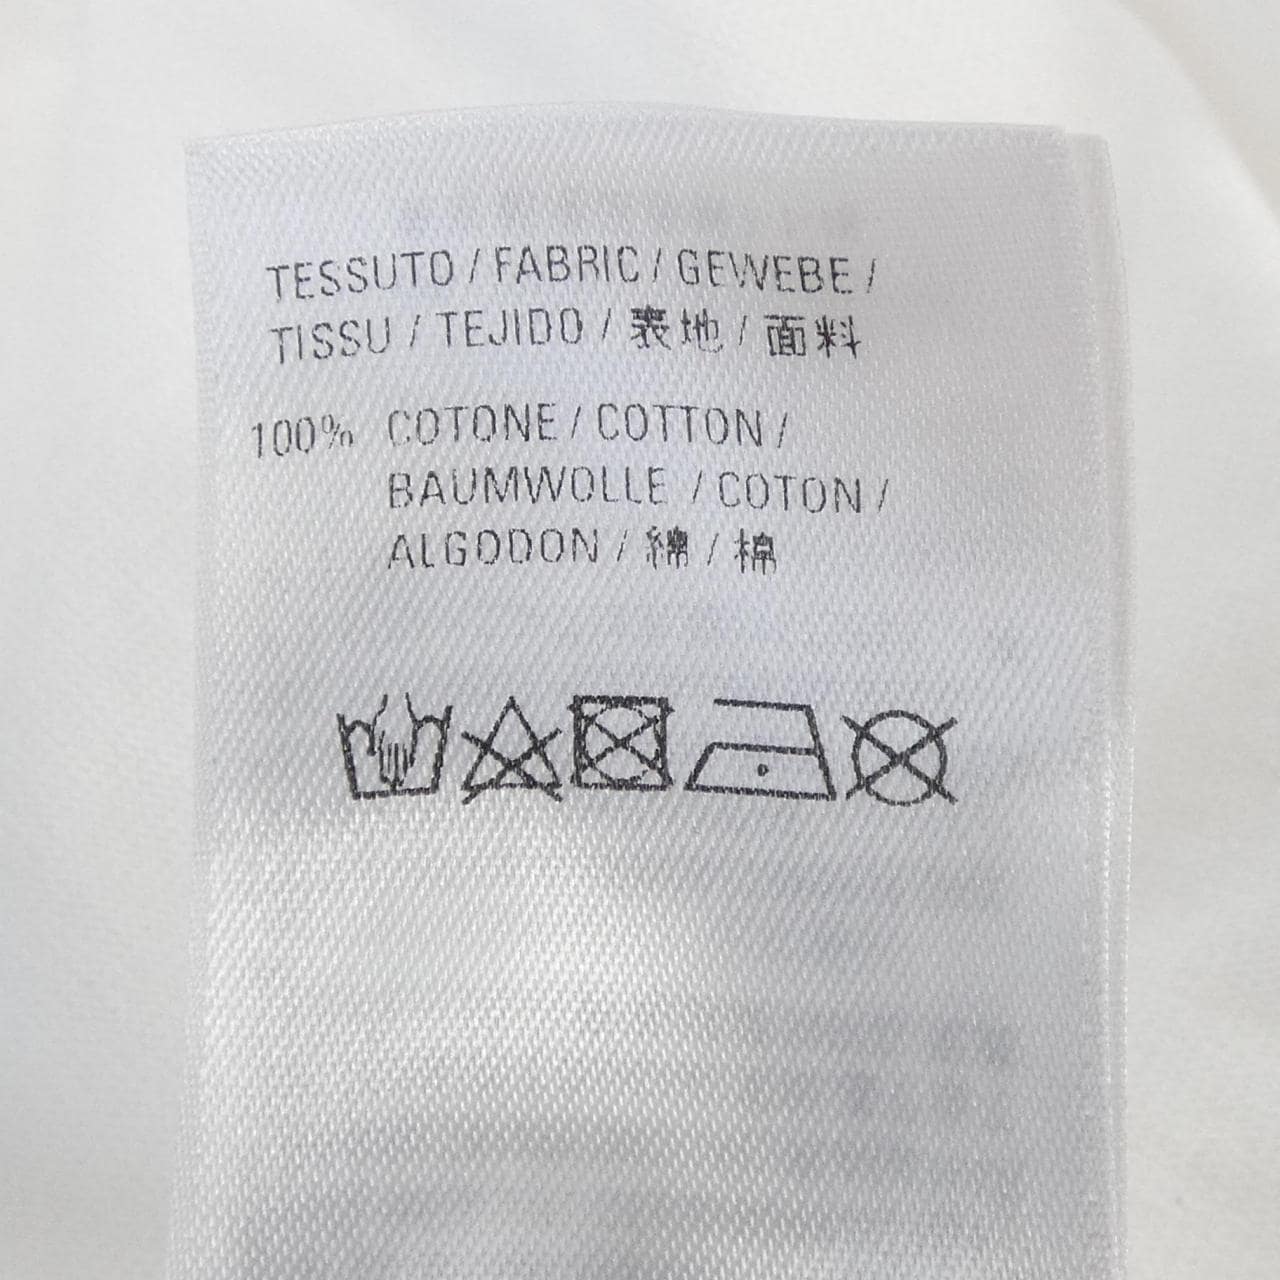 TESSUTO / FABRIC / GEWEBE /
TISSU / TEJIDO / 表地 / 面料
100% COTONE / COTTON /
BAUMWOLLE / COTON /
ALGODON / 綿 / 棉